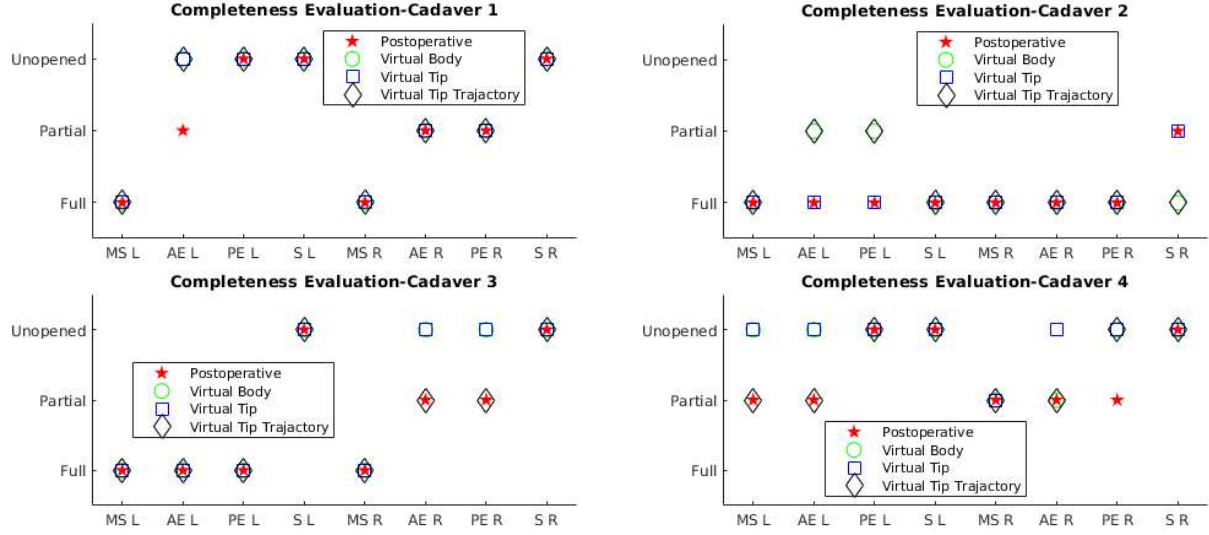 Completeness Evaluation-Cadaver 1
Unopened
Partial
Full
Postoperative
Virtual Body
Virtual Tip
Virtual Tip Trajactory
MS L AE L PE L S L MS R AE R PE R S R
Completeness Evaluation-Cadaver 2
Unopened
Partial
Full
Postoperative
Virtual Body
Virtual Tip
Virtual Tip Trajactory
MS L AE L PE L S L MS R AE R PE R S R
Completeness Evaluation-Cadaver 3
Unopened
Partial
Full
Postoperative
Virtual Body
Virtual Tip
Virtual Tip Trajactory
MS L AE L PE L S L MS R AE R PE R S R
Completeness Evaluation-Cadaver 4
Unopened
Partial
Full
Postoperative
Virtual Body
Virtual Tip
Virtual Tip Trajactory
MS L AE L PE L S L MS R AE R PE R S R